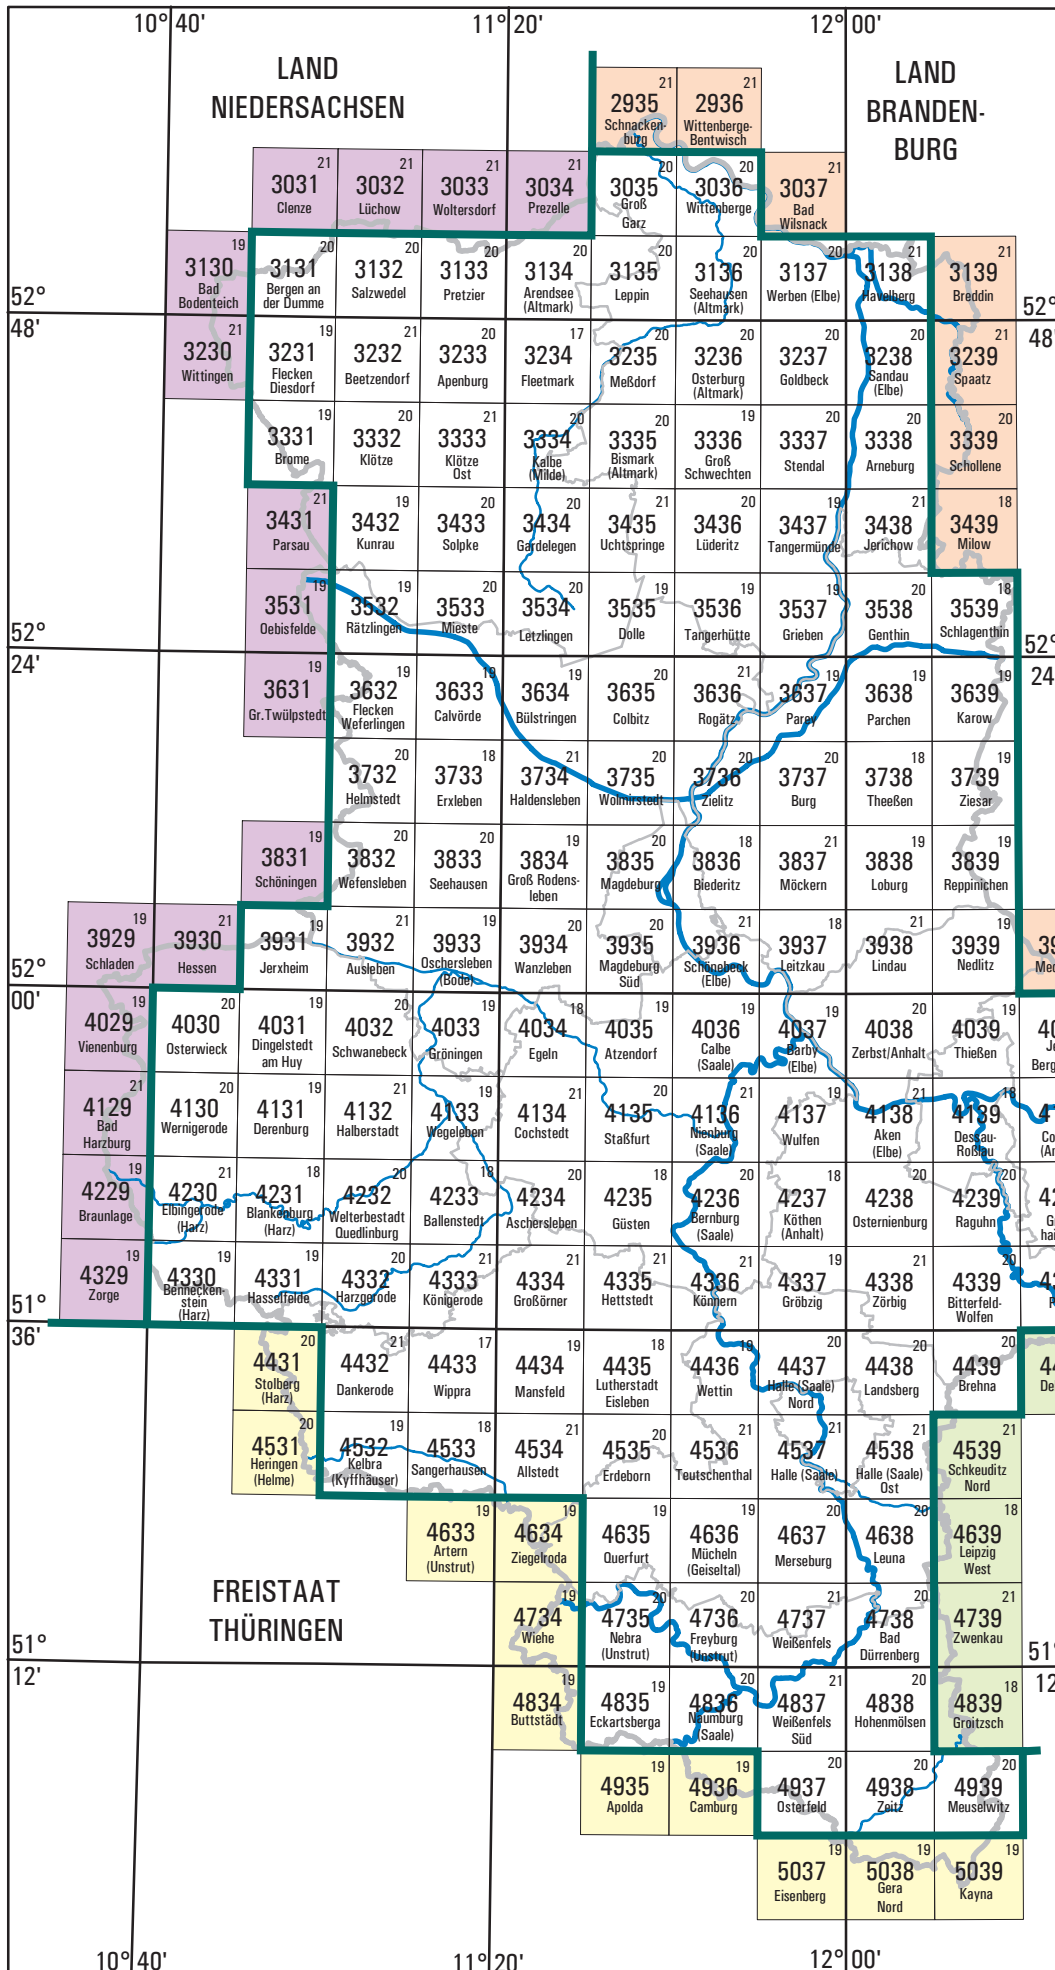 10°40' 11°20' 12°00'
LAND
NIEDERSACHSEN
LAND
BRANDEN-
BURG
21 21
2935 2936
Schnacken-
burg
Wittenberge-
Bentwisch
21 21 21 21 20 20 21
3031 3032 3033 3034 3035 3036 3037
Clenze Lüchow Woltersdorf Prezelle
Groß
Garz
Wittenberge
Bad
Wilsnack
19 20 20 20 20 20 20 20 21 21
3130 3131 3132 3133 3134 3135 3136 3137 3138 3139
Bad
Bodenteich
Bergen an
der Dumme
Salzwedel Pretzier
Arendsee
(Altmark)
Leppin
Seehausen
(Altmark)
Werben (Elbe) Havelberg Breddin
52° 52°
48' 48'
21 19 21 20 17 20 20 20 20 21
3230 3231 3232 3233 3234 3235 3236 3237 3238 3239
Wittingen
Flecken
Diesdorf
Beetzendorf Apenburg Fleetmark Meßdorf
Osterburg
(Altmark)
Goldbeck
Sandau
(Elbe)
Spaatz
19 20 21 20 20 19 20 20 20
3331 3332 3333 3334 3335 3336 3337 3338 3339
Brome Klötze
Klötze
Ost
Kalbe
(Milde)
Bismark
(Altmark)
Groß
Schwechten
Stendal Arneburg Schollene
21 19 20 20 21 20 19 21 18
3431 3432 3433 3434 3435 3436 3437 3438 3439
Parsau Kunrau Solpke Gardelegen Uchtspringe Lüderitz Tangermünde Jerichow Milow
19 19 20 20 19 19 19 20 18
3531 3532 3533 3534 3535 3536 3537 3538 3539
Oebisfelde Rätzlingen Mieste Letzlingen Dolle Tangerhütte Grieben Genthin Schlagenthin
52° 52°
24' 24
19 19 19 19 20 21 19 19 19
3631 3632 3633 3634 3635 3636 3637 3638 3639
Gr.Twülpstedt
Flecken
Weferlingen
Calvörde Bülstringen Colbitz Rogätz Parey Parchen Karow
20 18 21 20 20 20 18 19
3732 3733 3734 3735 3736 3737 3738 3739
Helmstedt Erxleben Haldensleben Wolmirstedt Zielitz Burg Theeßen Ziesar
19 20 20 19 20 18 21 19 19
3831 3832 3833 3834 3835 3836 3837 3838 3839
Schöningen Wefensleben Seehausen
Groß Rodens-
leben
Magdeburg Biederitz Möckern Loburg Reppinichen
19 21 19 21 19 20 20 21 18 21 19
3929 3930 3931 3932 3933 3934 3935 3936 3937 3938 3939 39
Schladen Hessen Jerxheim Ausleben
Oschersleben
(Bode)
Wanzleben
Magdeburg
Süd
Schönebeck
(Elbe)
Leitzkau Lindau Nedlitz Med
52°
00'
19 20 19 20 19 18 19 19 19 20 19
4029 4030 4031 4032 4033 4034 4035 4036 4037 4038 4039 40
Vienenburg Osterwieck
Dingelstedt
am Huy
Schwanebeck Gröningen Egeln Atzendorf
Calbe
(Saale)
Barby
(Elbe)
Zerbst/Anhalt Thießen
Je
Berg
21 20 19 21 19 21 20 21 19 21 18
4129 4130 4131 4132 4133 4134 4135 4136 4137 4138 4139 41
Bad
Harzburg
Wernigerode Derenburg Halberstadt Wegeleben Cochstedt Staßfurt
Nienburg
(Saale)
Wulfen
Aken
(Elbe)
Dessau-
Roßlau
Co
(An
19 21 18 20 18 20 21 20 18 20 20
4229 4230 4231 4232 4233 4234 4235 4236 4237 4238 4239 42
Braunlage
Elbingerode
(Harz)
Blankenburg
(Harz)
Welterbestadt
Quedlinburg
Ballenstedt Aschersleben Güsten
Bernburg
(Saale)
Köthen
(Anhalt)
Osternienburg Raguhn
hai
19 19 19 20 21 21 21 21 19 21 20
4329 4330 4331 4332 4333 4334 4335 4336 4337 4338 4339 43
Zorge
Bennecken-
stein
(Harz)
Hasselfelde Harzgerode Königerode Großörner Hettstedt Könnern Gröbzig Zörbig
Bitterfeld-
Wolfen
51°
36'
20 21 17 19 18 19 20 20 20
4431 4432 4433 4434 4435 4436 4437 4438 4439 44
Stolberg
(Harz)
Dankerode Wippra Mansfeld
Lutherstadt
Eisleben
Wettin
Halle (Saale)
Nord
Landsberg Brehna De
20 19 18 21 20 21 21 21 21
4531 4532 4533 4534 4535 4536 4537 4538 4539
Heringen
(Helme)
Kelbra
(Kyffhäuser)
Sangerhausen Allstedt Erdeborn Teutschenthal Halle (Saale)
Halle (Saale)
Ost
Schkeuditz
Nord
19 19 19 19 20 20 18
4633 4634 4635 4636 4637 4638 4639
Artern
(Unstrut)
Ziegelroda Querfurt
Mücheln
(Geiseltal)
Merseburg Leuna
Leipzig
West
FREISTAAT
THÜRINGEN
19 20 20 21 21 21
4734 4735 4736 4737 4738 4739
Wiehe
Nebra
(Unstrut)
Freyburg
(Unstrut)
Weißenfels
Bad
Dürrenberg
Zwenkau
51° 51°
12' 12
19 19 20 21 20 18
4834 4835 4836 4837 4838 4839
Buttstädt Eckartsberga
Naumburg
(Saale)
Weißenfels
Süd
Hohenmölsen Groitzsch
19 19 20 20 20
4935 4936 4937 4938 4939
Apolda Camburg Osterfeld Zeitz Meuselwitz
19 19 19
5037 5038 5039
Eisenberg
Gera
Nord
Kayna
10°40' 11°20' 12°00'